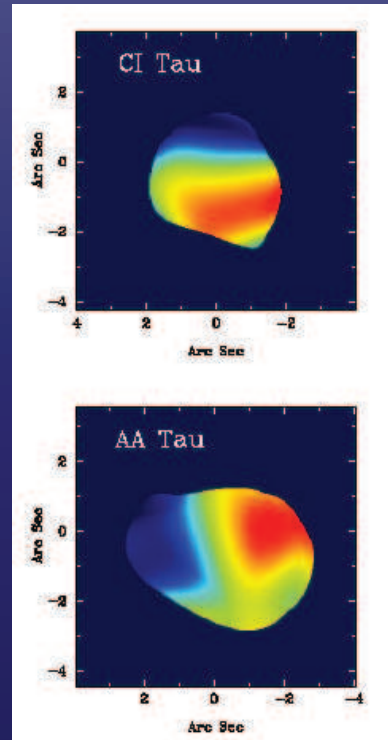 CI Tau
2
0
-2
-4
Arc Sec
4 2 0 -2
Arc Sec
AA Tau
2
0
-2
-4
Arc Sec
2 0 -2 -4
Arc Sec